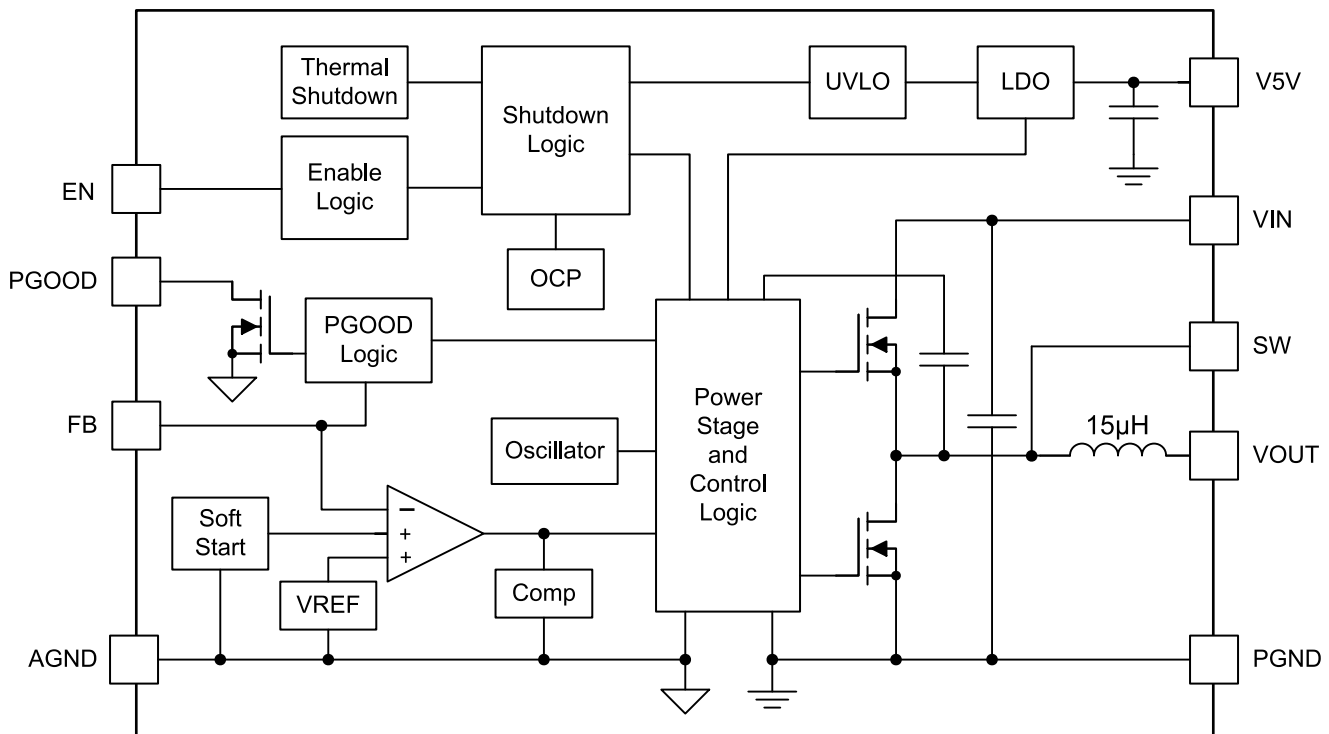 Thermal
Shutdown
Shutdown
Logic
UVLO
LDO
V5V
EN
Enable
Logic
VIN
PGOOD
OCP
PGOOD
Logic
SW
FB
Power
Stage
and
Control
Logic
Oscillator
15µH
VOUT
Soft
Start
−
+
+
VREF
Comp
AGND
PGND